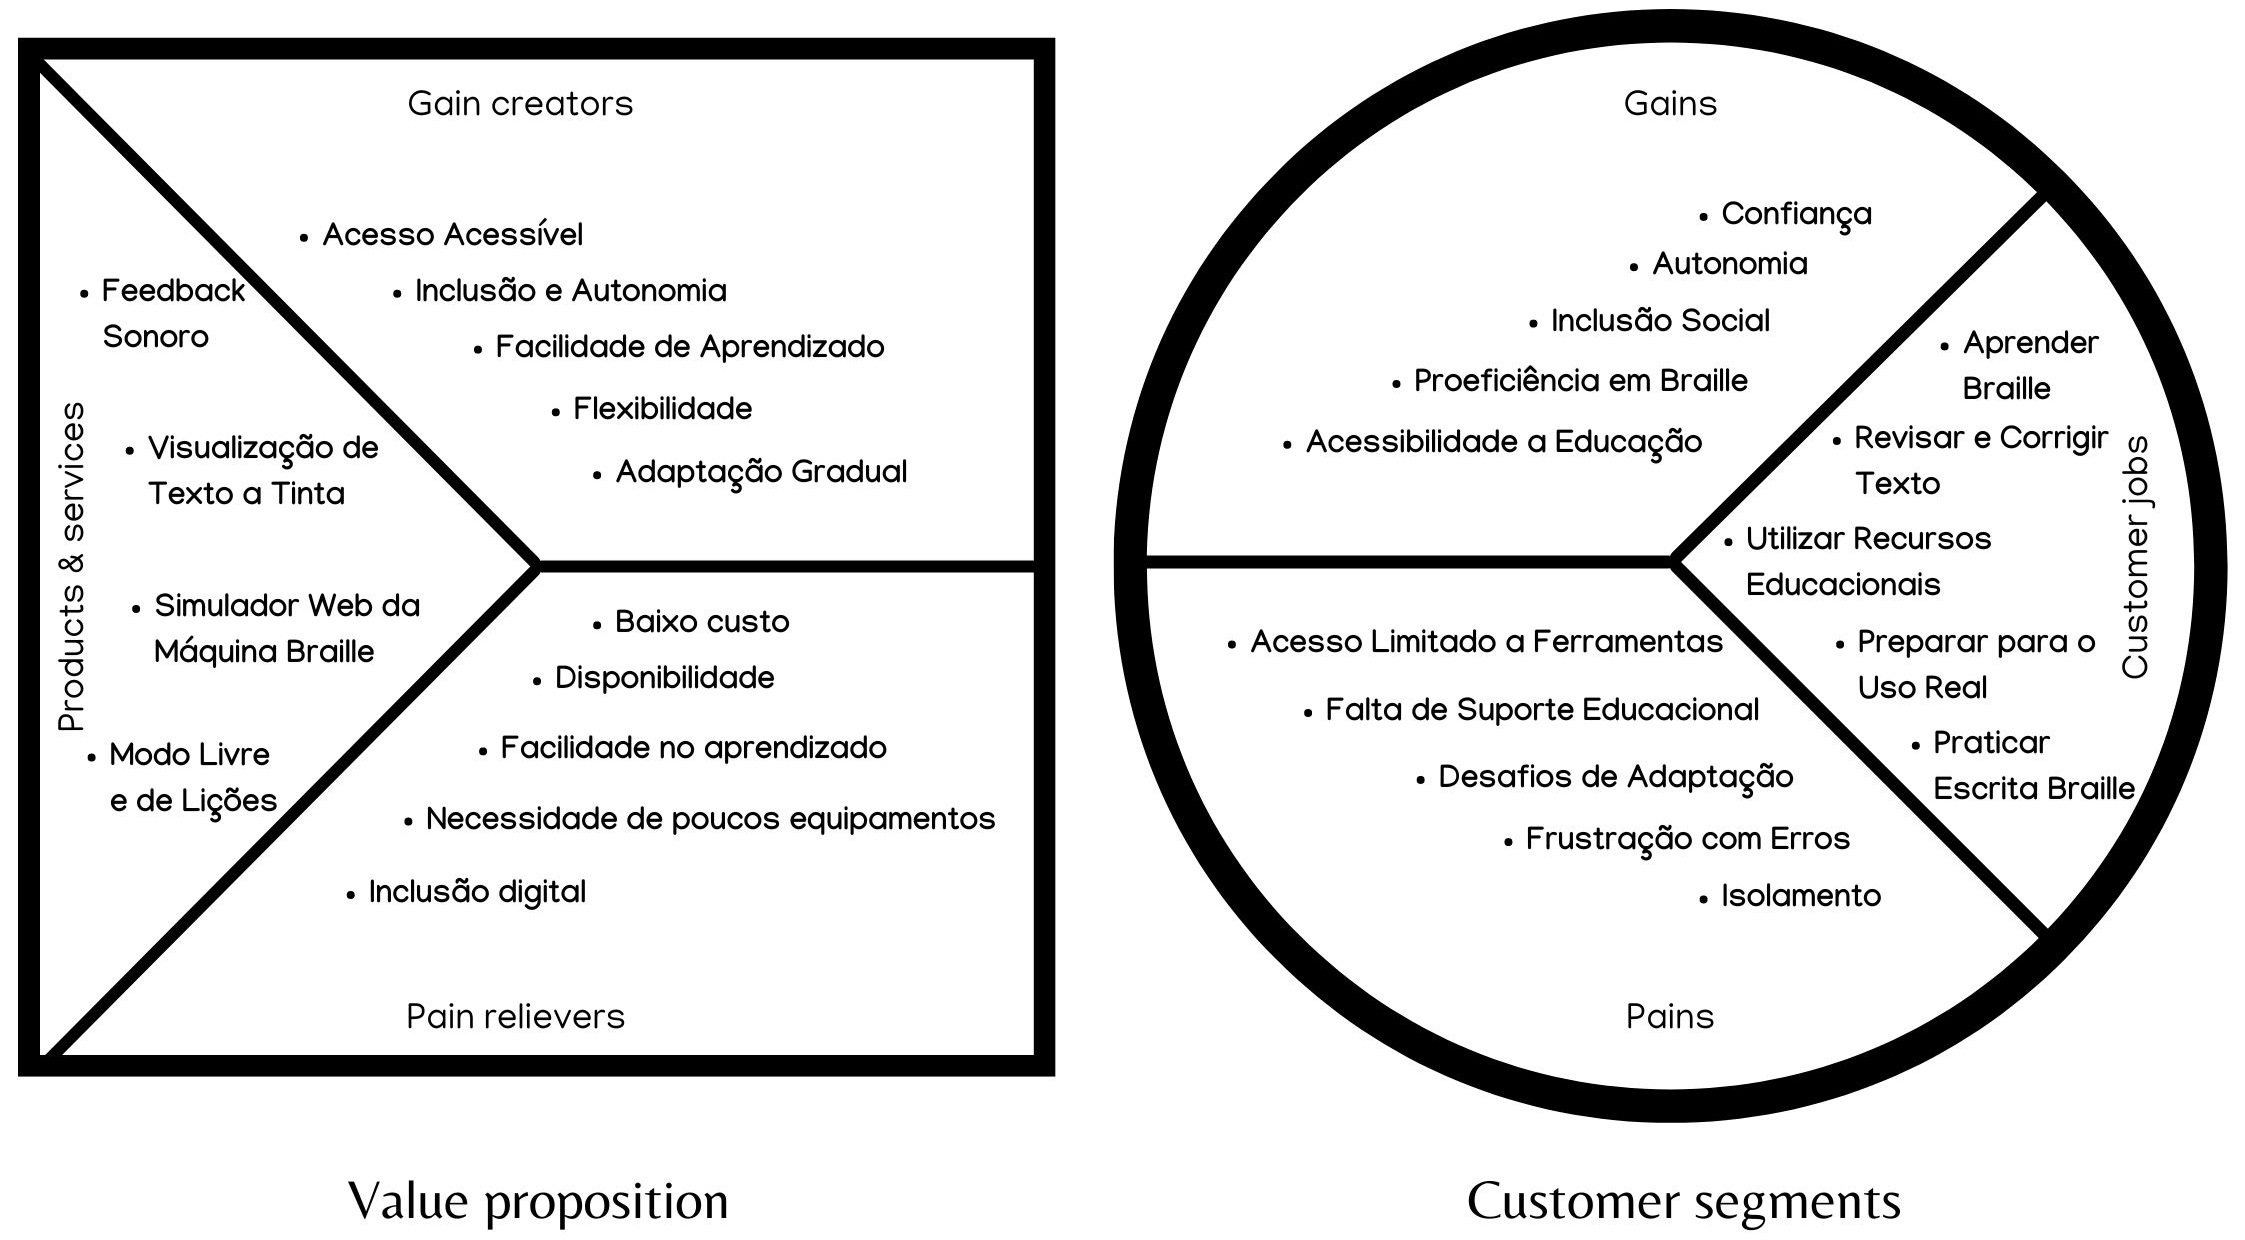 Gain creators
Acesso Acessível
Inclusão e Autonomia
Facilidade de Aprendizado
Flexibilidade
Adaptação Gradual
Products & services
Feedback
Sonoro
Visualização de
Texto a Tinta
Simulador Web da
Máquina Braille
Modo Livre
e de Lições
Baixo custo
Disponibilidade
Facilidade no aprendizado
Necessidade de poucos equipamentos
Inclusão digital
Pain relievers
Value proposition
Gains
Confiança
Autonomia
Inclusão Social
Proeficiência em Braille
Acessibilidade a Educação
Customer jobs
Aprender
Braille
Revisar e Corrigir
Texto
Utilizar Recursos
Educacionais
Preparar para o
Uso Real
Praticar
Escrita Braille
Acesso Limitado a Ferramentas
Falta de Suporte Educacional
Desafios de Adaptação
Frustração com Erros
Isolamento
Pains
Customer segments